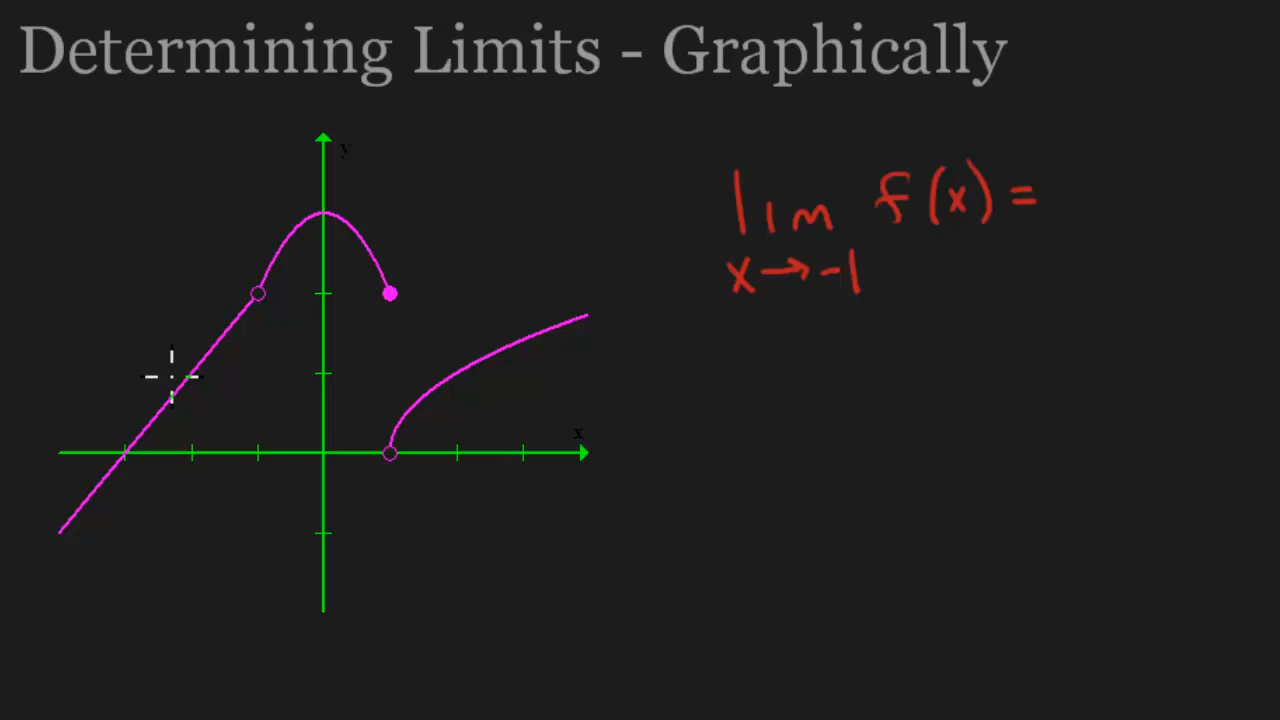 Determining Limits - Graphically
y
lim f(x) =
x→-1
x